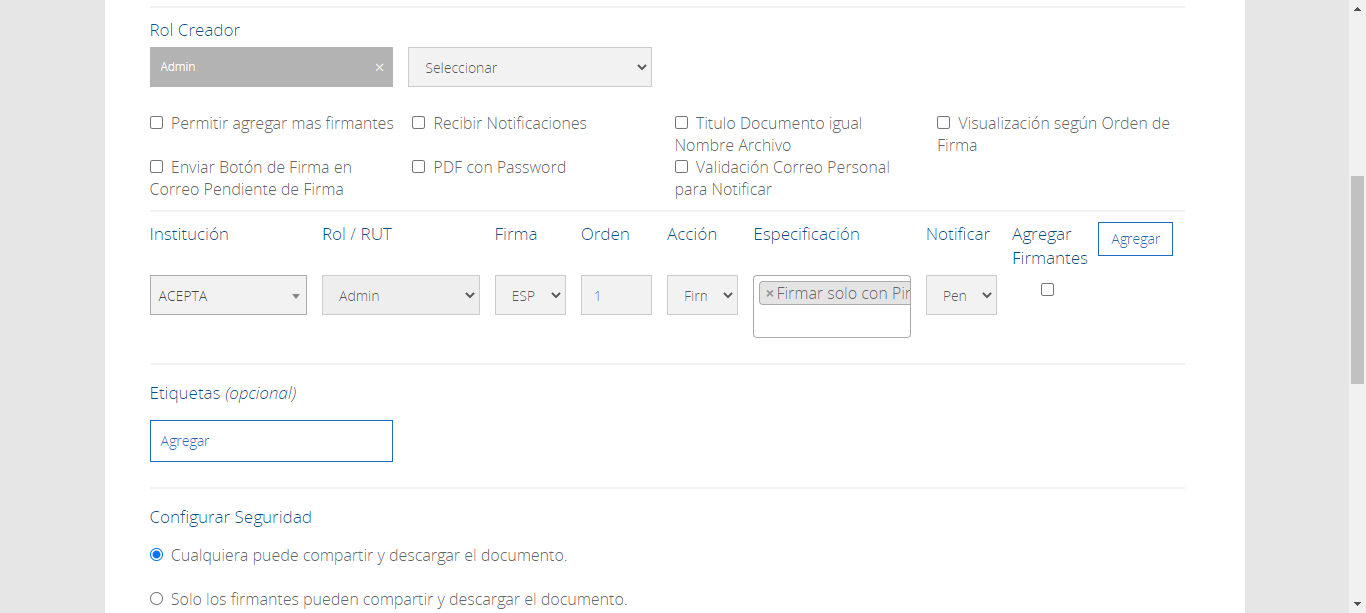 Rol Creador
Admin ×
Seleccionar
Permitir agregar mas firmantes
Recibir Notificaciones
Titulo Documento igual
Nombre Archivo
Visualización según Orden de
Firma
Enviar Botón de Firma en
Correo Pendiente de Firma
PDF con Password
Validación Correo Personal
para Notificar
Institución
Rol / RUT
Firma
Orden
Acción
Especificación
Notificar
Agregar
Firmantes
Agregar
ACEPTA
Admin
ESP
1
Firn
× Firmar solo con Pin
Pen
Etiquetas (opcional)
Agregar
Configurar Seguridad
Cualquiera puede compartir y descargar el documento.
Solo los firmantes pueden compartir y descargar el documento.